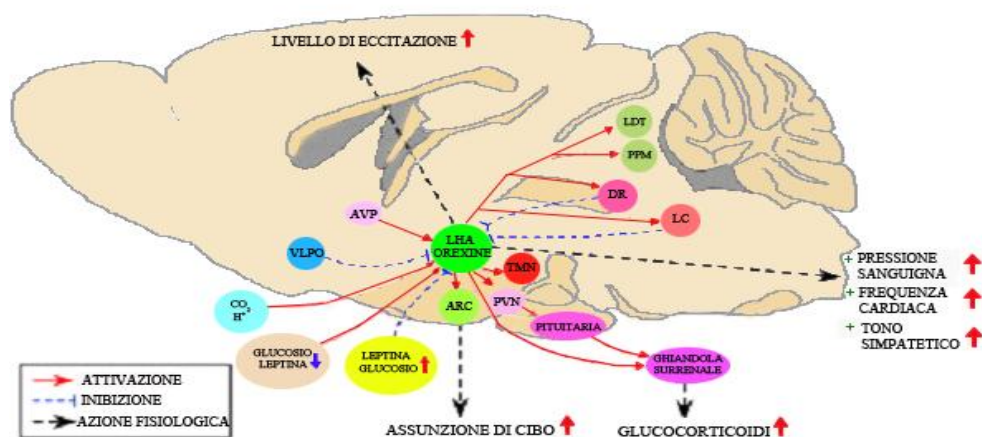 LIVELLO DI ECCITAZIONE
LDT
PPM
DR
LC
AVP
LHA
OREXINE
VLPO
TMN
PVN
ARC
CO₂
H⁺
PITUITARIA
GLUCOSIO
LEPTINA
LEPTINA
GLUCOSIO
GHIANDOLA
SURRENALE
+ PRESSIONE
SANGUIGNA
+ FREQUENZA
CARDIACA
+ TONO
SIMPATETICO
ATTIVAZIONE
INIBIZIONE
AZIONE FISIOLOGICA
ASSUNZIONE DI CIBO
GLUCOCORTICOIDI